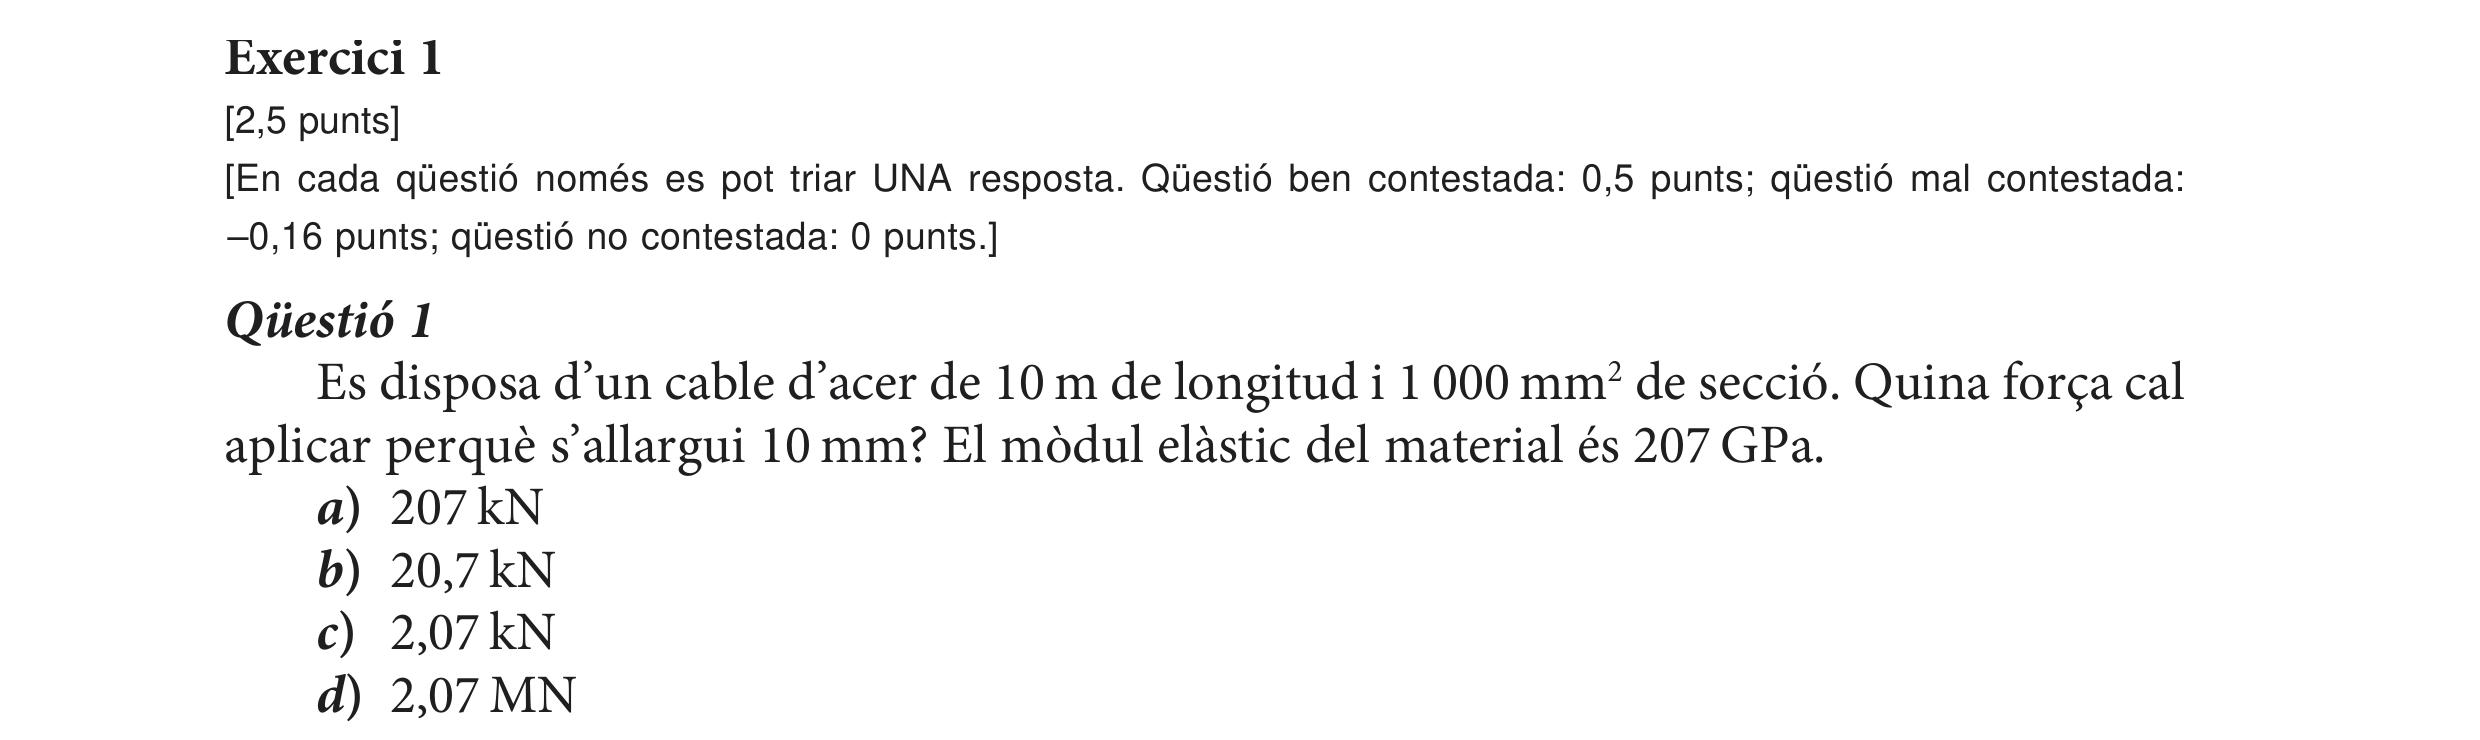 Exercici 1
[2,5 punts]
[En cada qüestió només es pot triar UNA resposta. Qüestió ben contestada: 0,5 punts; qüestió mal contestada:
–0,16 punts; qüestió no contestada: 0 punts.]
Qüestió 1
Es disposa d’un cable d’acer de 10 m de longitud i 1 000 mm² de secció. Quina força cal
aplicar perquè s’allargui 10 mm? El mòdul elàstic del material és 207 GPa.
a) 207 kN
b) 20,7 kN
c) 2,07 kN
d) 2,07 MN